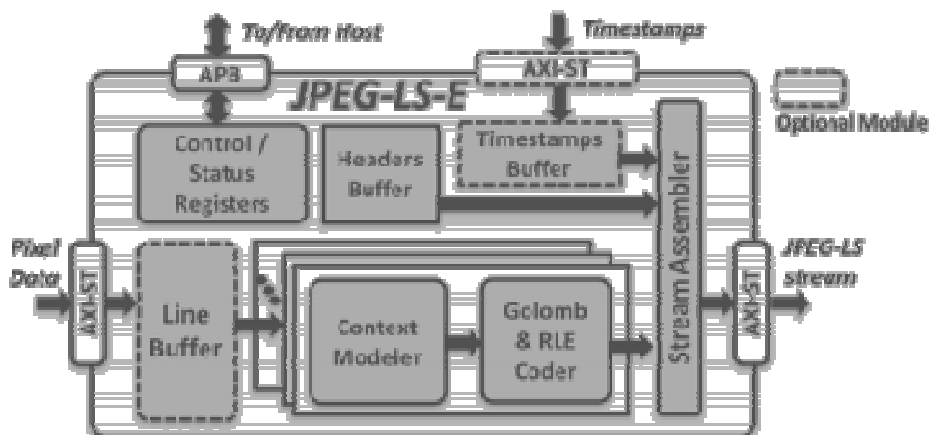 To/From Host
Timestamps
APB
AXI-ST
JPEG-LS-E
Optional Module
Control /
Status
Registers
Headers
Buffer
Timestamps
Buffer
Stream Assembler
Pixel
Data
AXI-ST
Line
Buffer
Context
Modeler
Golomb
& RLE
Coder
AXI-ST
JPEG-LS
stream